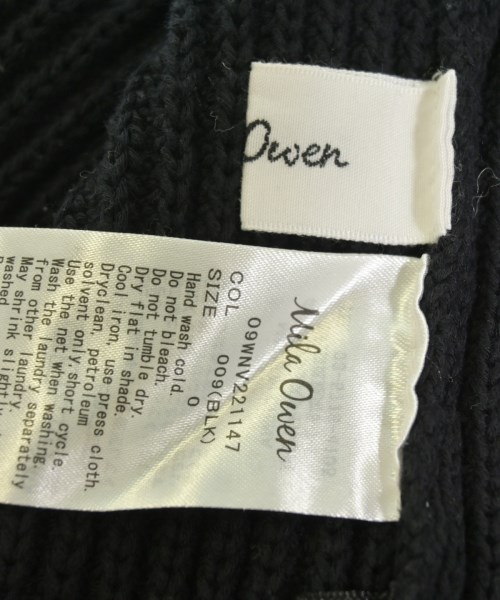 Owen
Mila Owen
09WNV221147
COL 009(BLK)
SIZE 0
Hand wash cold.
Do not bleach.
Do not tumble dry.
Dry flat in shade.
Cool iron, use press cloth.
Dryclean, petroleum
solvent only, short cycle.
Use the net when washing.
Wash the laundry separately
from other laundry.
May shrink slightly
washed